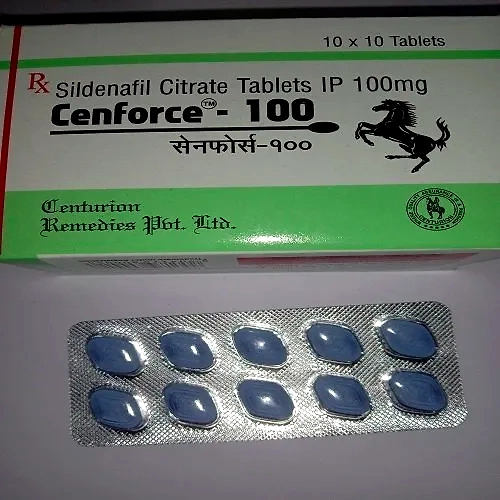 10 x 10 Tablets
Rx Sildenafil Citrate Tablets IP 100mg
Cenforce™ - 100
सेनफोर्स-१००
Centurion
Remedies Pvt. Ltd.